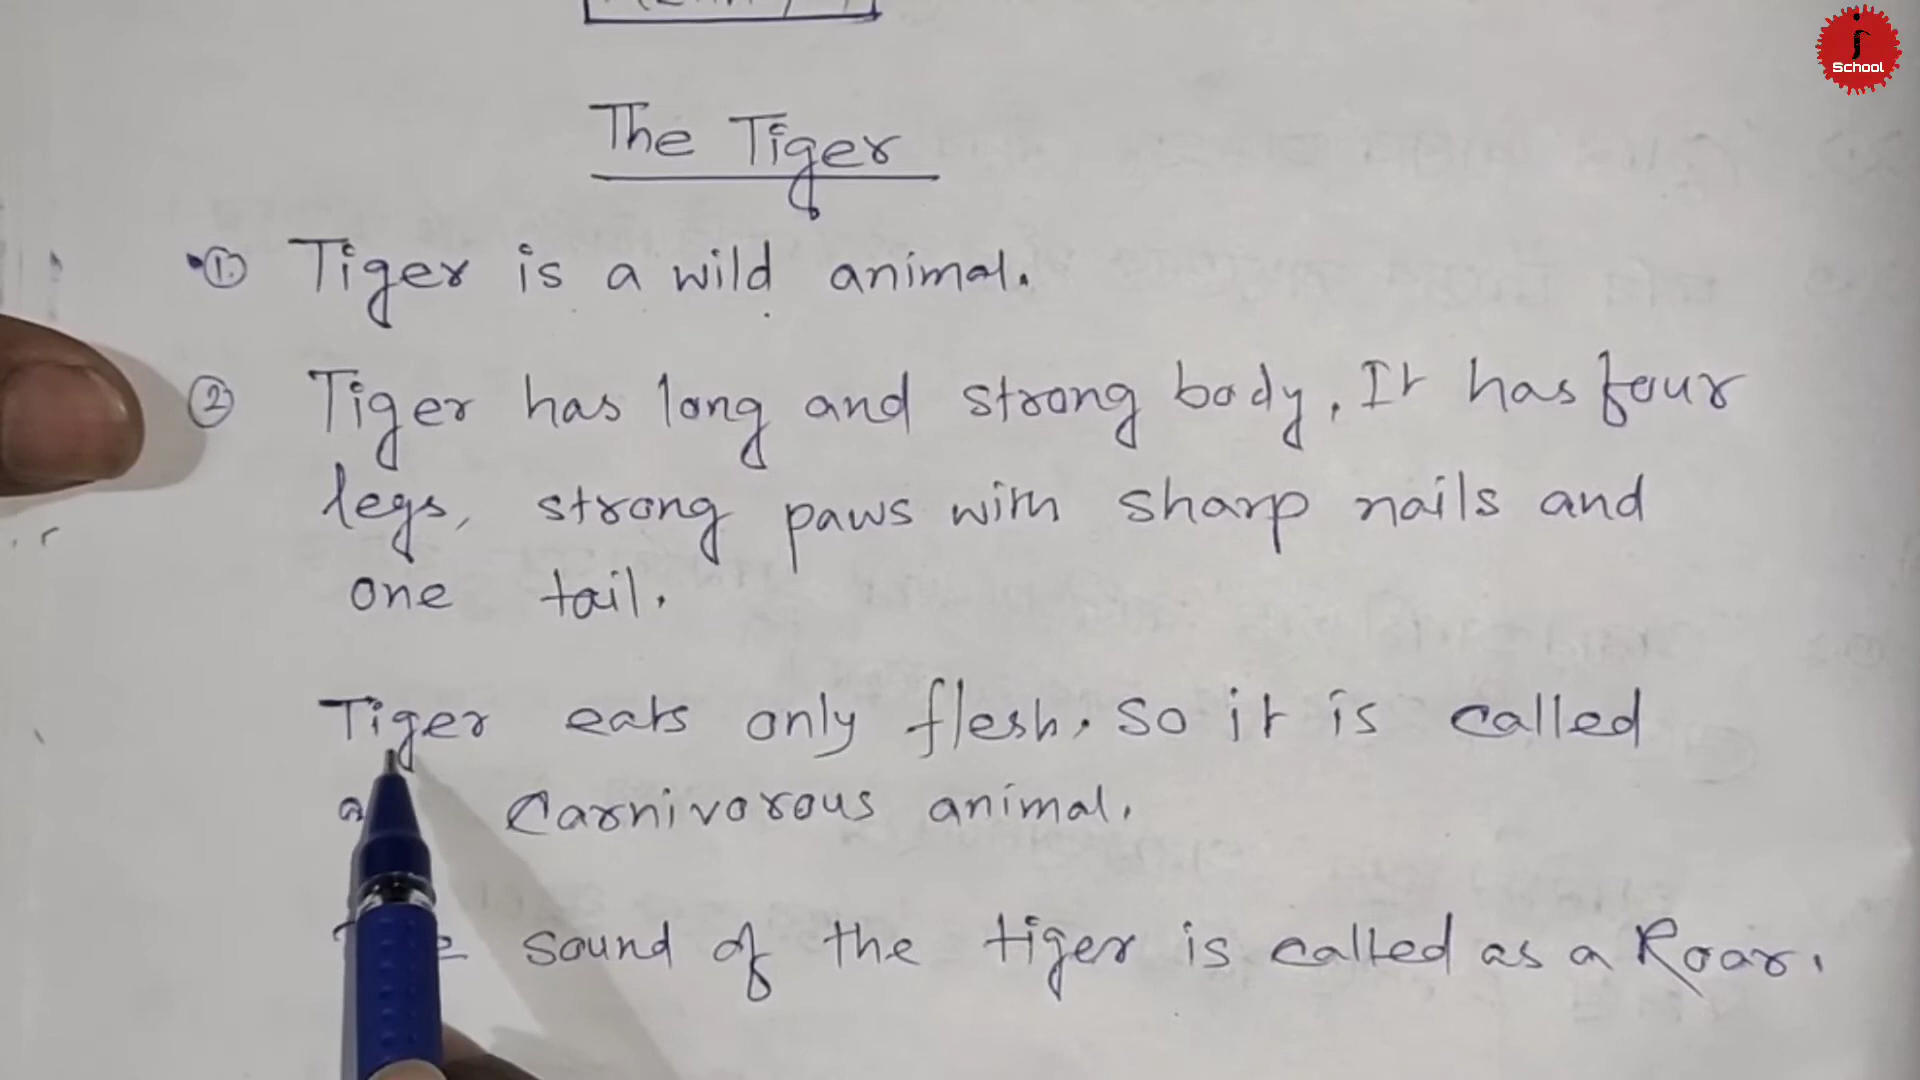 School
The Tiger
1. Tiger is a wild animal.
2 Tiger has long and strong body. It has four
legs, strong paws with sharp nails and
one tail.
Tiger eats only flesh. So it is called
Carnivorous animal.
sound of the tiger is called as a Roar.